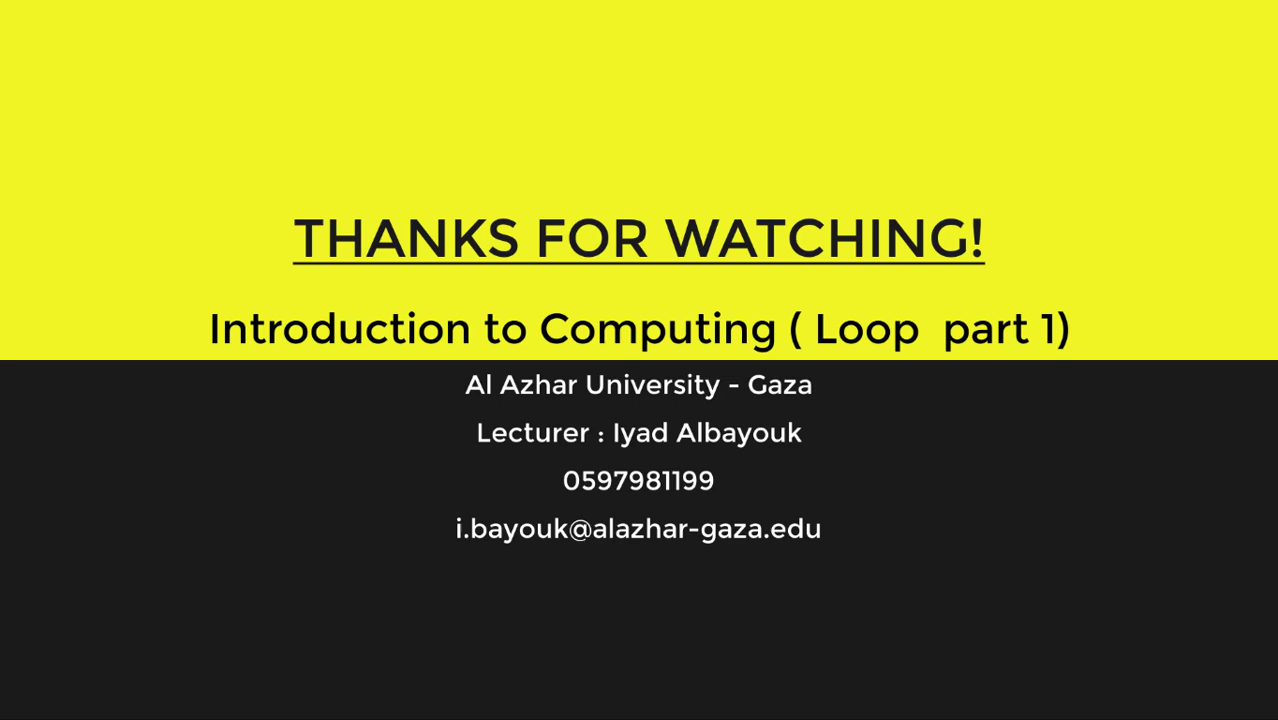 THANKS FOR WATCHING!
Introduction to Computing ( Loop  part 1)
Al Azhar University - Gaza
Lecturer : Iyad Albayouk
0597981199
i.bayouk@alazhar-gaza.edu